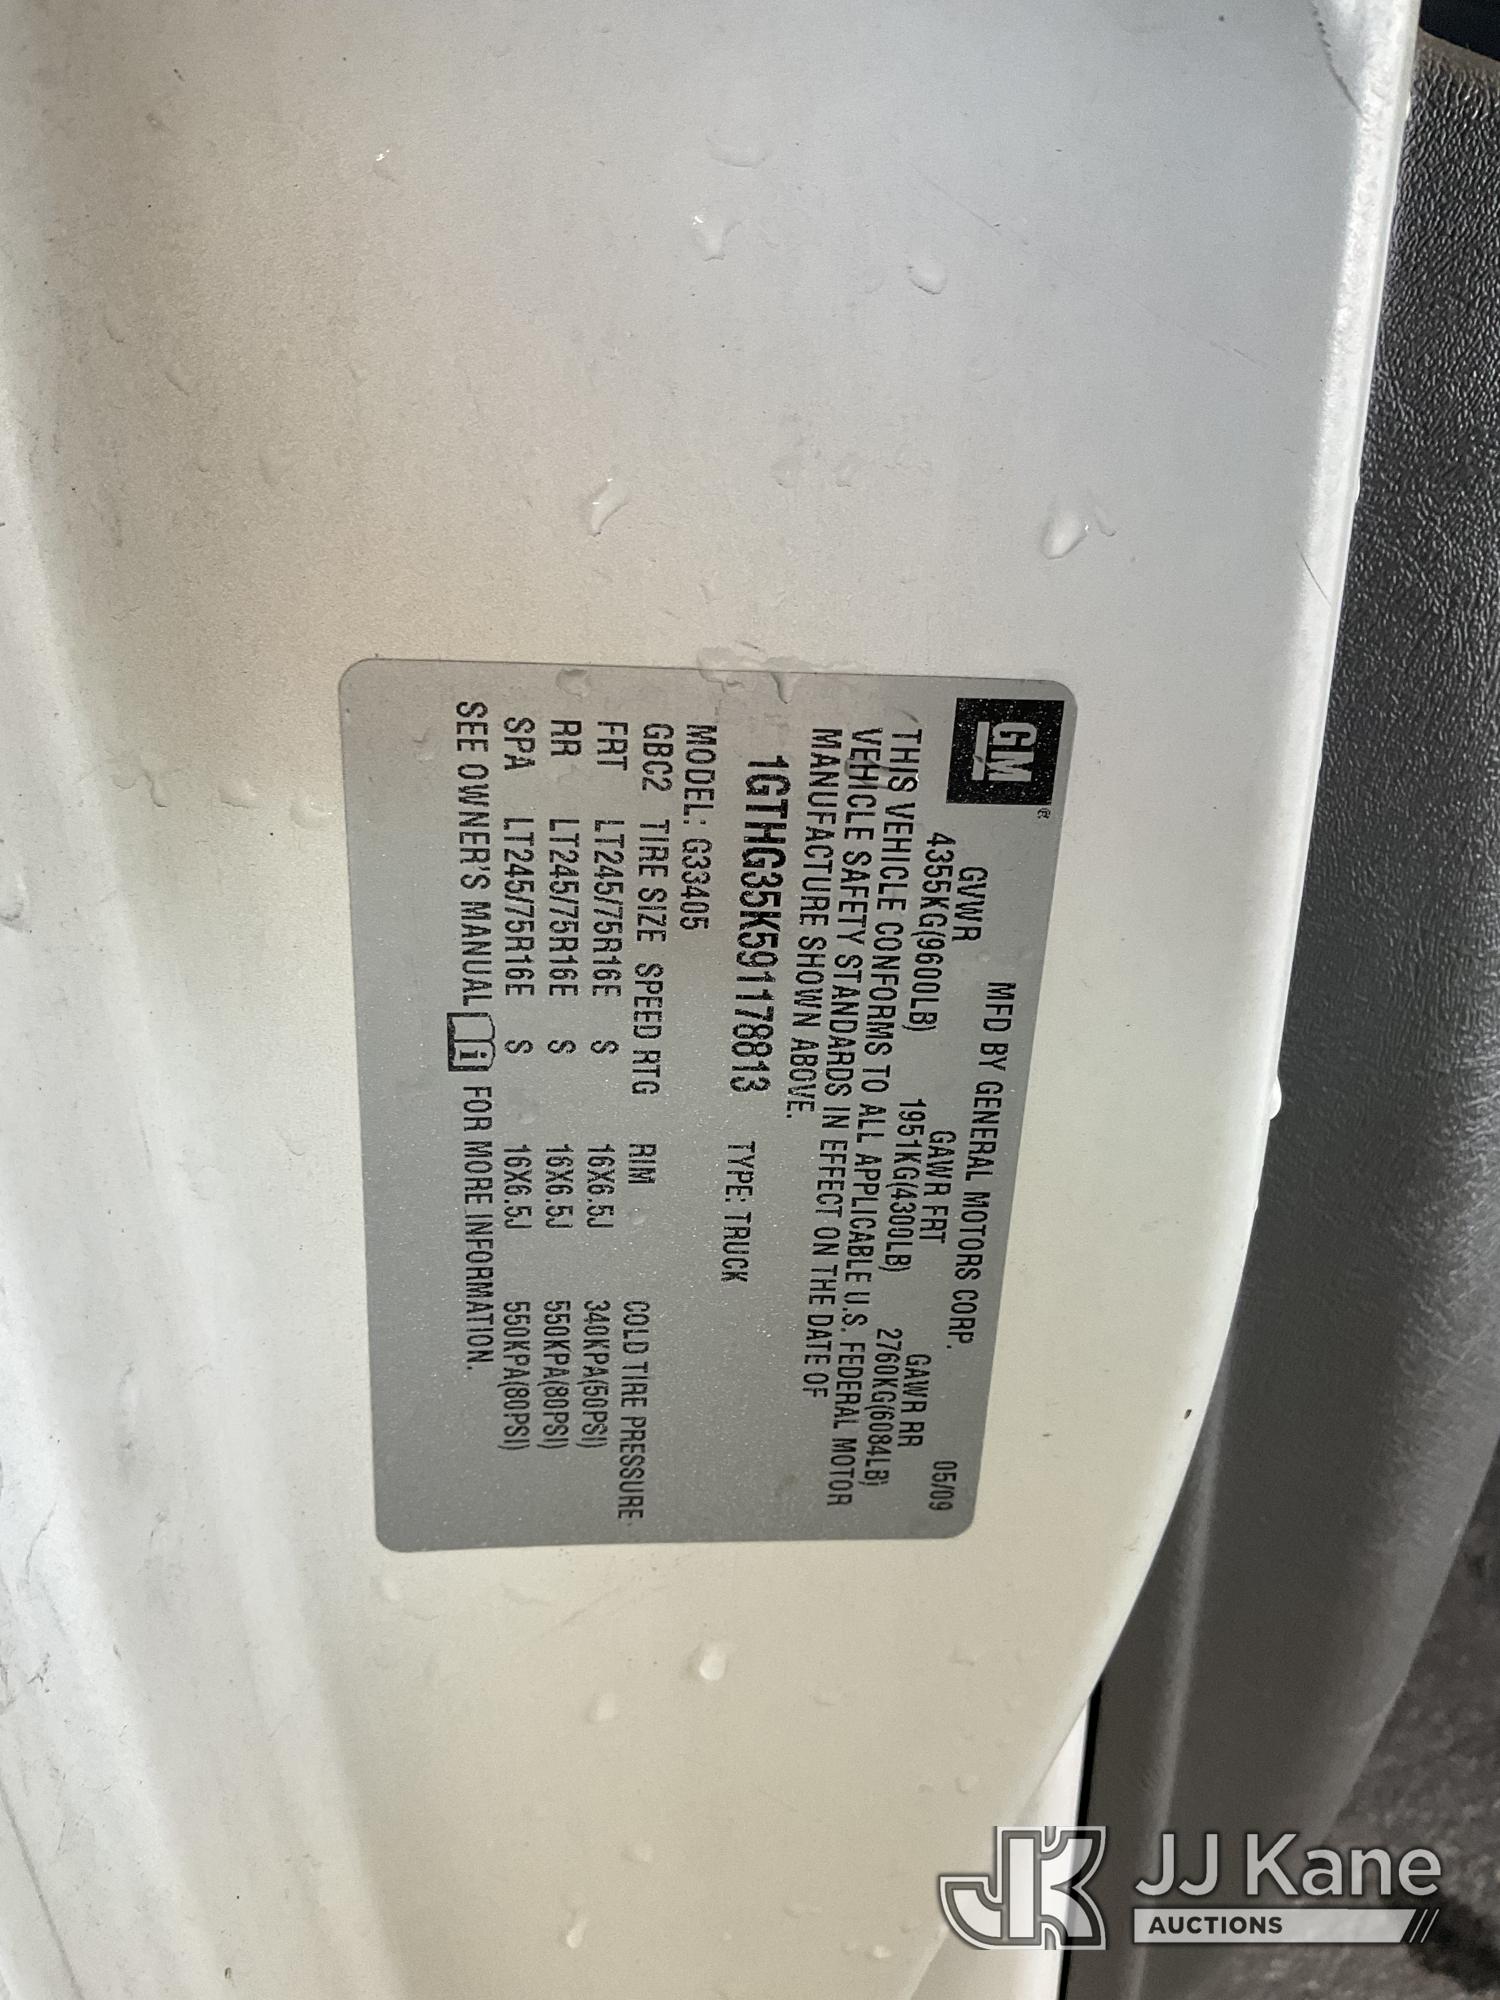 GM®
MFD BY GENERAL MOTORS CORP. 05/09
GVWR GAWR FRT GAWR RR
4355KG(9600LB) 1951KG(4300LB) 2760KG(6084LB)
THIS VEHICLE CONFORMS TO ALL APPLICABLE U.S. FEDERAL MOTOR
VEHICLE SAFETY STANDARDS IN EFFECT ON THE DATE OF
MANUFACTURE SHOWN ABOVE.
1GTHG35K591178813 TYPE: TRUCK
MODEL: G33405
GBC2 TIRE SIZE SPEED RTG RIM COLD TIRE PRESSURE
FRT LT245/75R16E S 16X6.5J 340KPA(50PSI)
RR LT245/75R16E S 16X6.5J 550KPA(80PSI)
SPA LT245/75R16E S 16X6.5J 550KPA(80PSI)
SEE OWNER'S MANUAL i FOR MORE INFORMATION.
JK JJ Kane
AUCTIONS